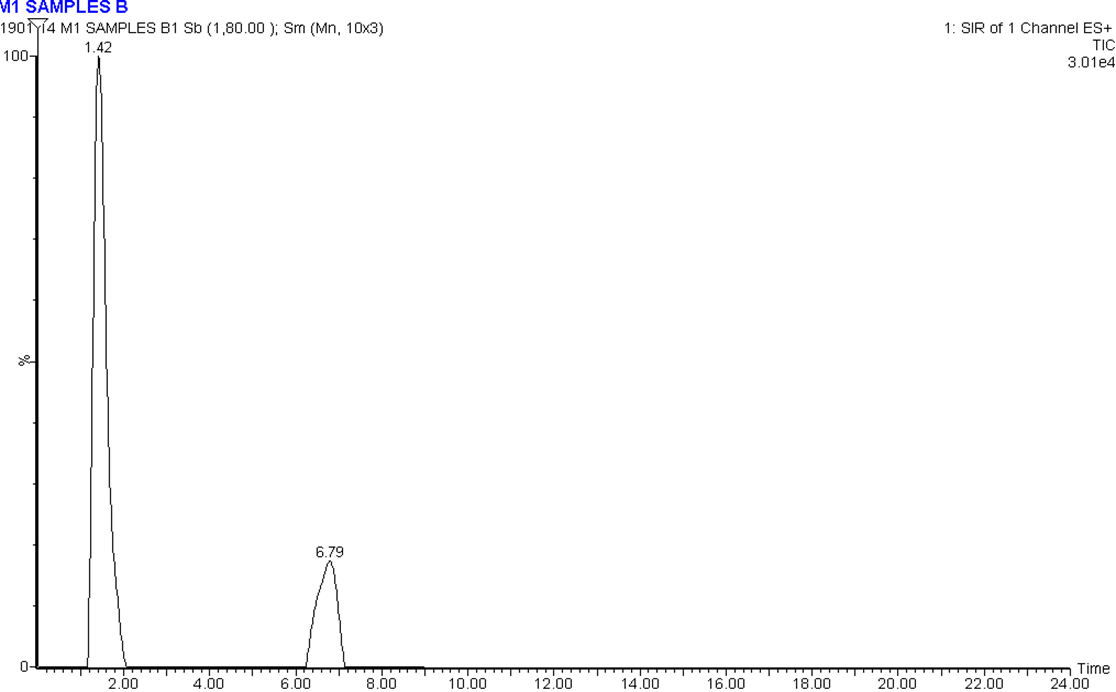 M1 SAMPLES B
M1 SAMPLES B1 Sb (1,80.00 ); Sm (Mn, 10x3)
1: SIR of 1 Channel ES+
TIC
3.01e4
1.42
100
%
6.79
0
Time
2.00 4.00 6.00 8.00 10.00 12.00 14.00 16.00 18.00 20.00 22.00 24.00